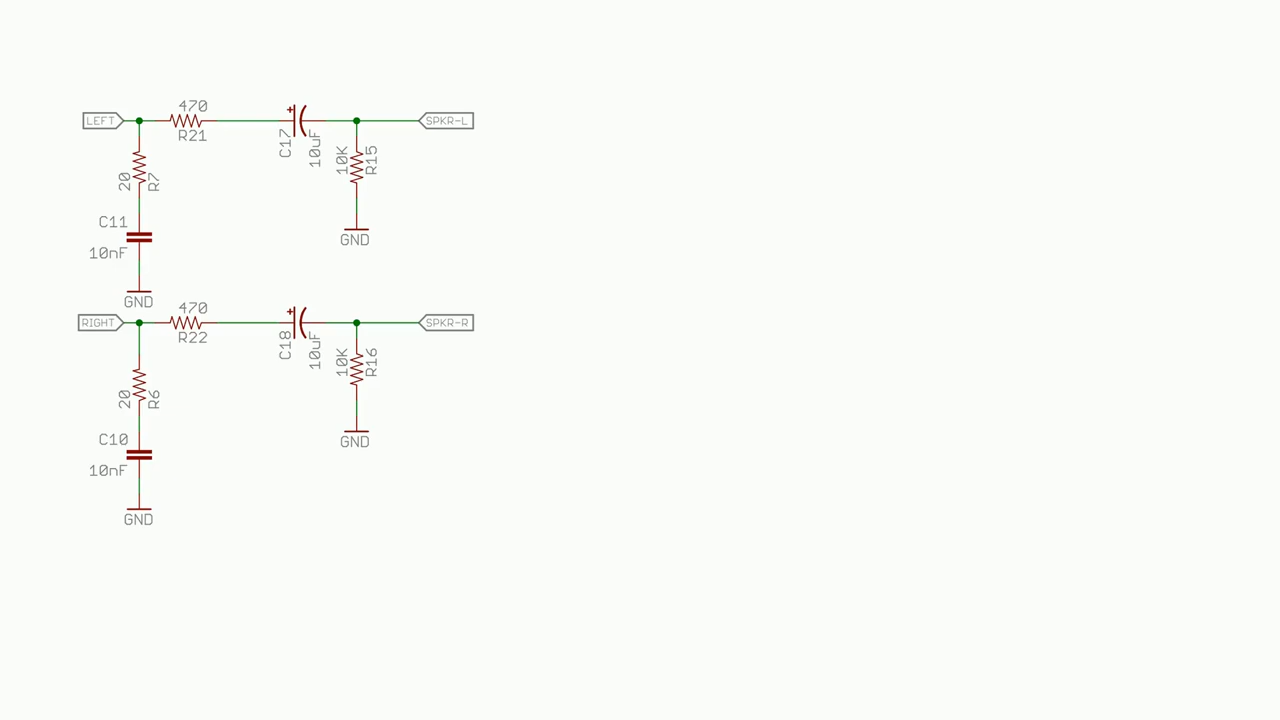 470
LEFT
SPKR-L
R21
C17
10uF
10K
R15
20
R7
C11
10nF
GND
GND
470
RIGHT
SPKR-R
R22
C18
10uF
10K
R16
20
R6
C10
10nF
GND
GND